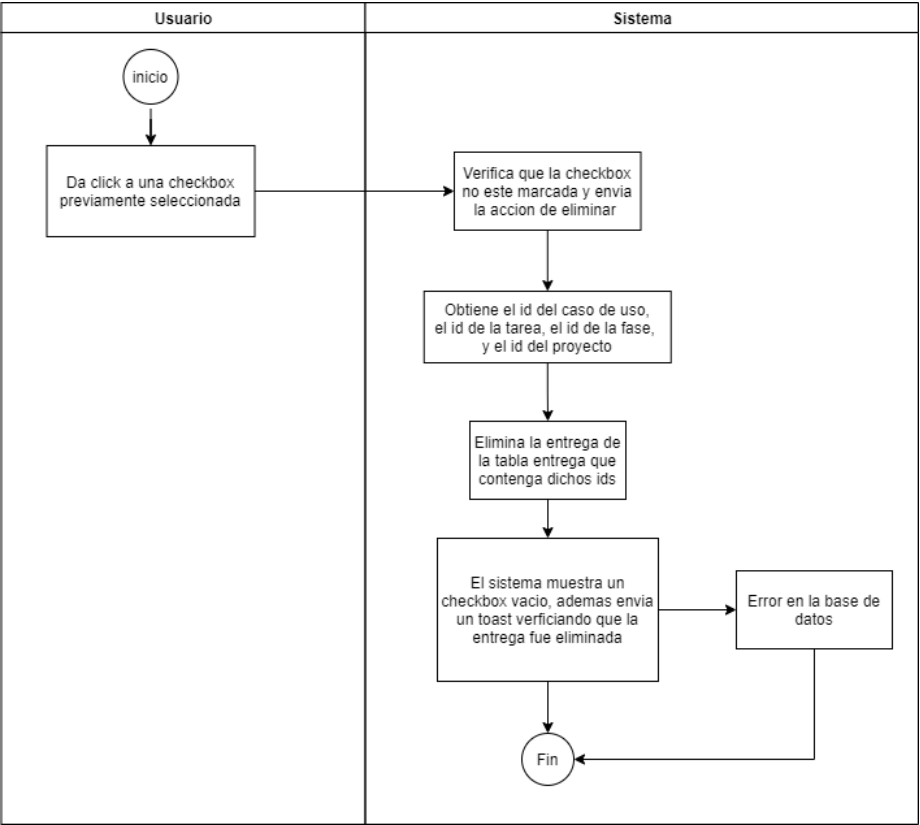 Usuario
Sistema
inicio
Da click a una checkbox
previamente seleccionada
Verifica que la checkbox
no este marcada y envia
la accion de eliminar
Obtiene el id del caso de uso,
el id de la tarea, el id de la fase,
y el id del proyecto
Elimina la entrega de
la tabla entrega que
contenga dichos ids
El sistema muestra un
checkbox vacio, ademas envia
un toast verficiando que la
entrega fue eliminada
Error en la base de
datos
Fin